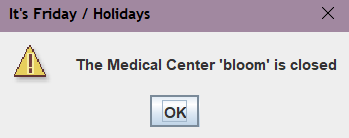 It's Friday / Holidays
The Medical Center 'bloom' is closed
OK